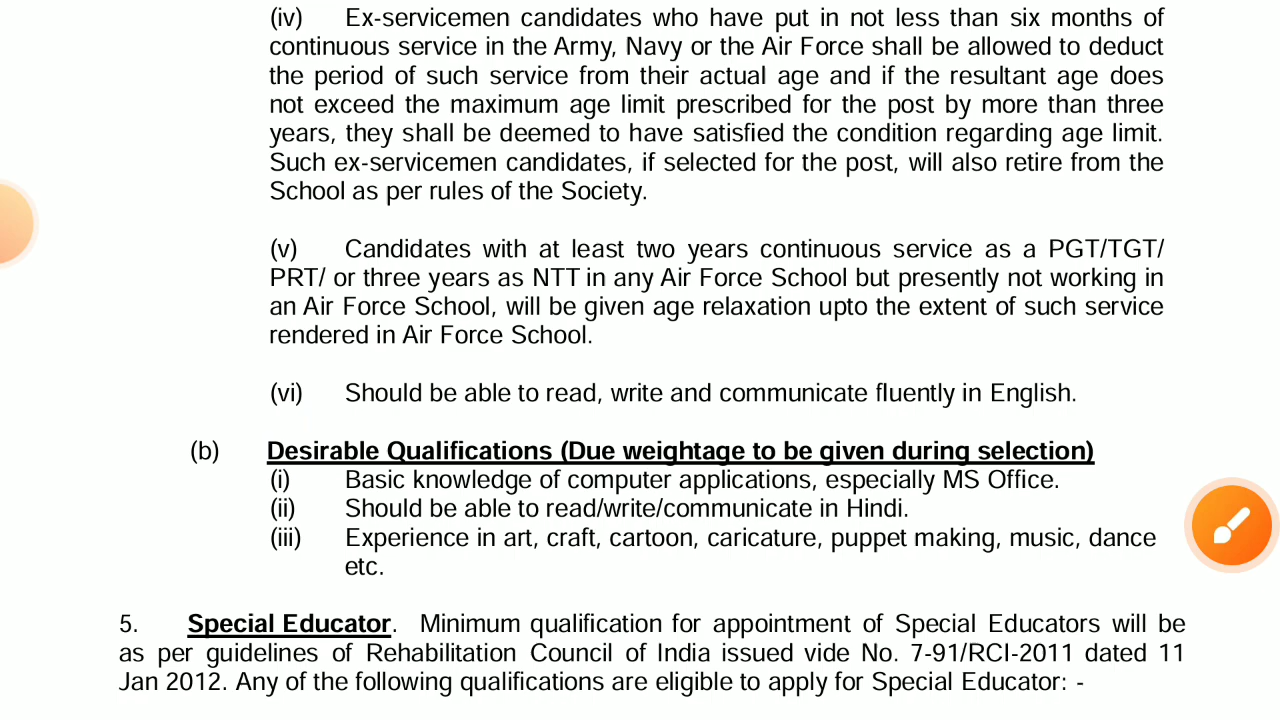 (iv) Ex-servicemen candidates who have put in not less than six months of
continuous service in the Army, Navy or the Air Force shall be allowed to deduct
the period of such service from their actual age and if the resultant age does
not exceed the maximum age limit prescribed for the post by more than three
years, they shall be deemed to have satisfied the condition regarding age limit.
Such ex-servicemen candidates, if selected for the post, will also retire from the
School as per rules of the Society.
(v) Candidates with at least two years continuous service as a PGT/TGT/
PRT/ or three years as NTT in any Air Force School but presently not working in
an Air Force School, will be given age relaxation upto the extent of such service
rendered in Air Force School.
(vi) Should be able to read, write and communicate fluently in English.
(b) Desirable Qualifications (Due weightage to be given during selection)
(i) Basic knowledge of computer applications, especially MS Office.
(ii) Should be able to read/write/communicate in Hindi.
(iii) Experience in art, craft, cartoon, caricature, puppet making, music, dance
etc.
5. Special Educator. Minimum qualification for appointment of Special Educators will be
as per guidelines of Rehabilitation Council of India issued vide No. 7-91/RCI-2011 dated 11
Jan 2012. Any of the following qualifications are eligible to apply for Special Educator: -